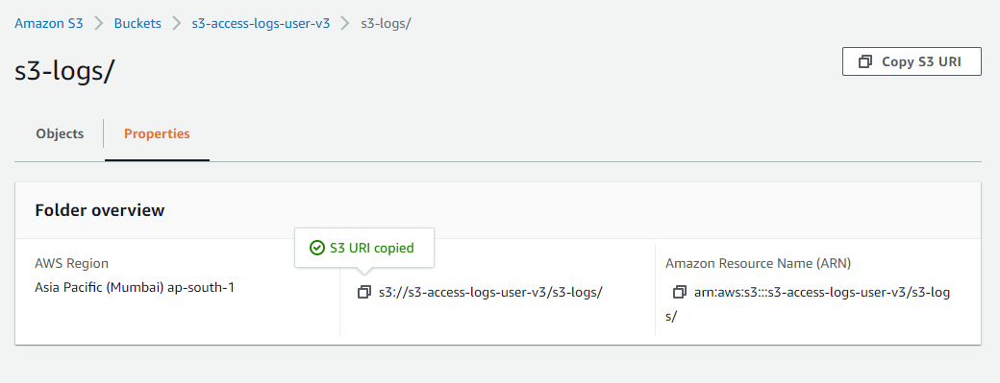 Amazon S3 > Buckets > s3-access-logs-user-v3 > s3-logs/
s3-logs/
Copy S3 URI
Objects
Properties
Folder overview
S3 URI copied
AWS Region
Asia Pacific (Mumbai) ap-south-1
s3://s3-access-logs-user-v3/s3-logs/
Amazon Resource Name (ARN)
arn:aws:s3:::s3-access-logs-user-v3/s3-log
s/